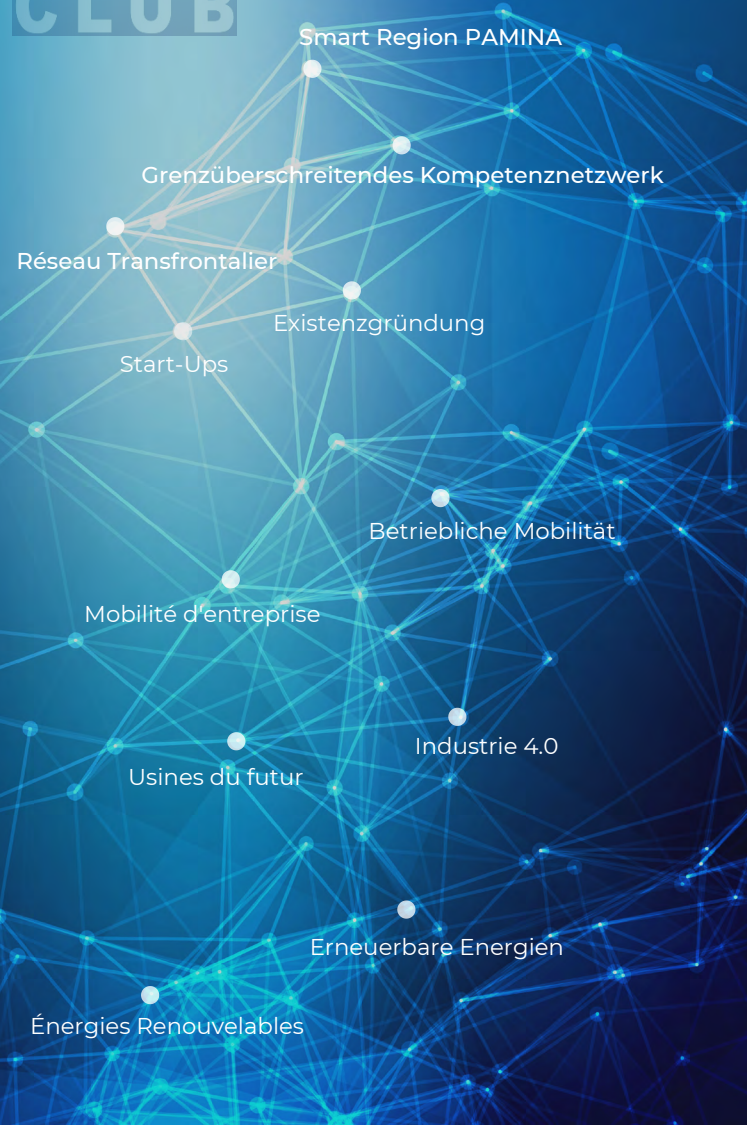 CLUB
Smart Region PAMINA
Grenzüberschreitendes Kompetenznetzwerk
Réseau Transfrontalier
Existenzgründung
Start-Ups
Betriebliche Mobilität
Mobilité d'entreprise
Industrie 4.0
Usines du futur
Erneuerbare Energien
Énergies Renouvelables